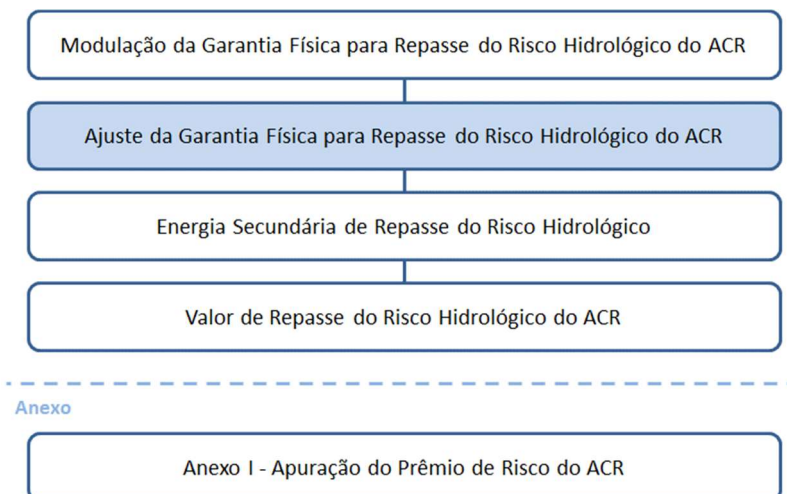 Modulação da Garantia Física para Repasse do Risco Hidrológico do ACR
Ajuste da Garantia Física para Repasse do Risco Hidrológico do ACR
Energia Secundária de Repasse do Risco Hidrológico
Valor de Repasse do Risco Hidrológico do ACR
Anexo
Anexo I - Apuração do Prêmio de Risco do ACR